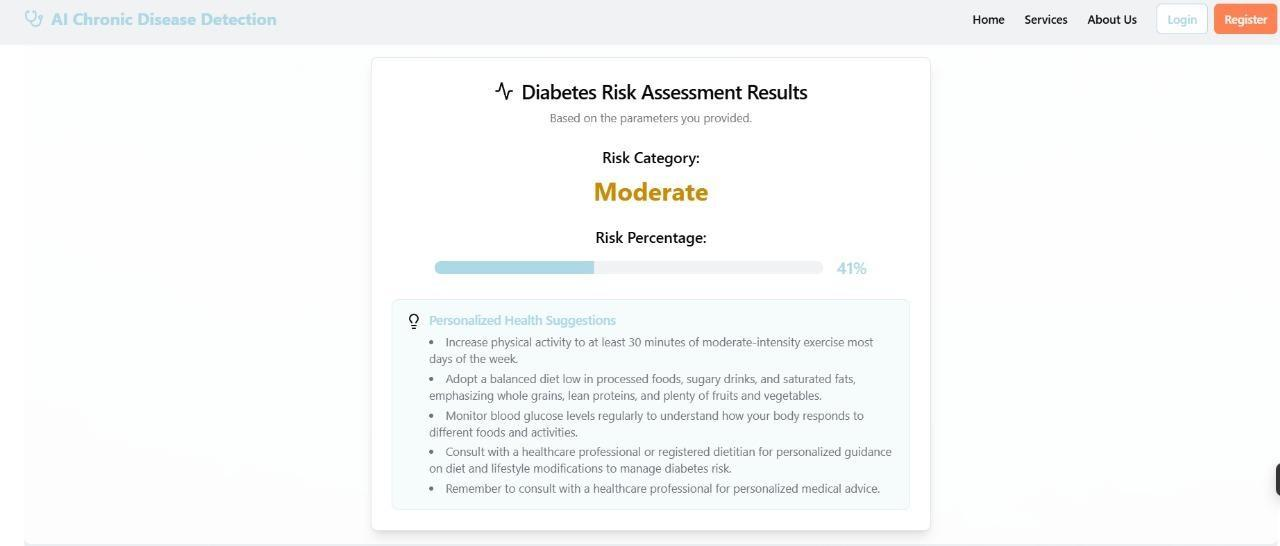 AI Chronic Disease Detection
Home Services About Us Login Register
Diabetes Risk Assessment Results
Based on the parameters you provided.
Risk Category:
Moderate
Risk Percentage:
41%
Personalized Health Suggestions
• Increase physical activity to at least 30 minutes of moderate-intensity exercise most
days of the week.
• Adopt a balanced diet low in processed foods, sugary drinks, and saturated fats,
emphasizing whole grains, lean proteins, and plenty of fruits and vegetables.
• Monitor blood glucose levels regularly to understand how your body responds to
different foods and activities.
• Consult with a healthcare professional or registered dietitian for personalized guidance
on diet and lifestyle modifications to manage diabetes risk.
• Remember to consult with a healthcare professional for personalized medical advice.